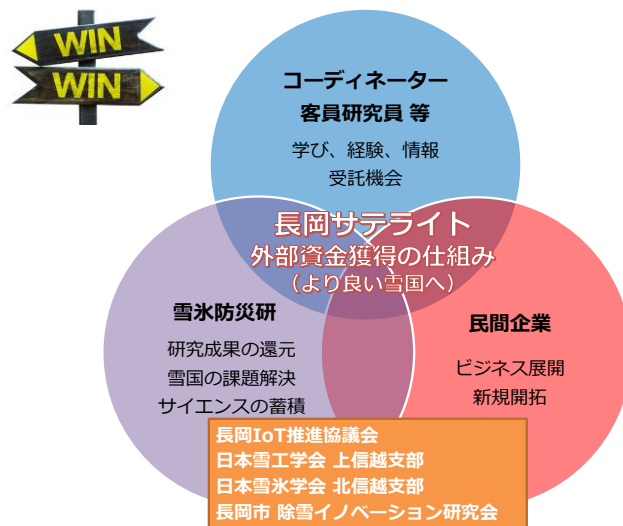 WIN
WIN
コーディネーター
客員研究員 等
学び、経験、情報
受託機会
長岡サテライト
外部資金獲得の仕組み
（より良い雪国へ）
雪氷防災研
研究成果の還元
雪国の課題解決
サイエンスの蓄積
民間企業
ビジネス展開
新規開拓
長岡IoT推進協議会
日本雪工学会 上信越支部
日本雪氷学会 北信越支部
長岡市 除雪イノベーション研究会